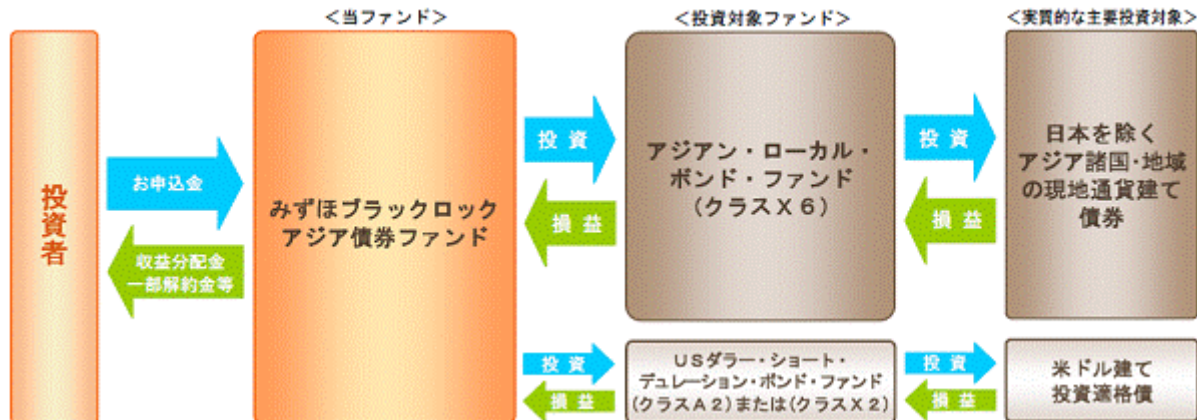 <当ファンド>
<投資対象ファンド>
<実質的な主要投資対象>
投資者
お申込金
収益分配金
一部解約金等
みずほブラックロック
アジア債券ファンド
投資
損益
アジアン・ローカル・
ボンド・ファンド
(クラスX6)
投資
損益
日本を除く
アジア諸国・地域
の現地通貨建て
債券
投資
損益
USダラー・ショート・
デュレーション・ボンド・ファンド
(クラスA2)または(クラスX2)
投資
損益
米ドル建て
投資適格債